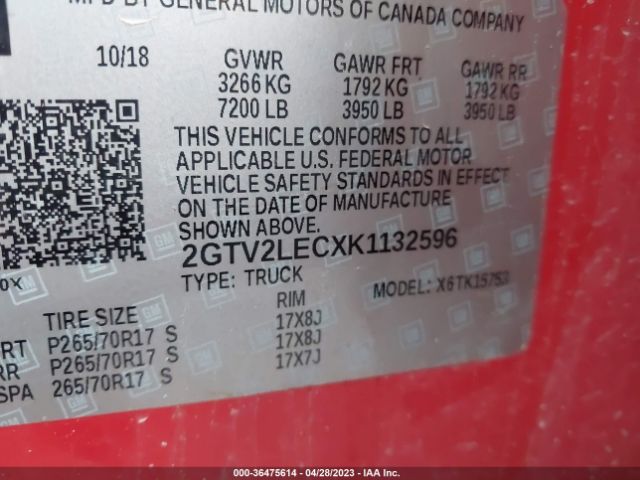 MFD BY GENERAL MOTORS OF CANADA COMPANY
10/18 GVWR GAWR FRT GAWR RR
3266 KG 1792 KG 1792 KG
7200 LB 3950 LB 3950 LB
THIS VEHICLE CONFORMS TO ALL
APPLICABLE U.S. FEDERAL MOTOR
VEHICLE SAFETY STANDARDS IN EFFECT
ON THE DATE OF MANUFACTURE
SHOWN ABOVE.
2GTV2LECXK1132596
TYPE: TRUCK MODEL: X6TK15753
TIRE SIZE RIM
RT P265/70R17 S 17X8J
RR P265/70R17 S 17X8J
SPA 265/70R17 S 17X7J
000-36475614 - 04/28/2023 - IAA Inc.